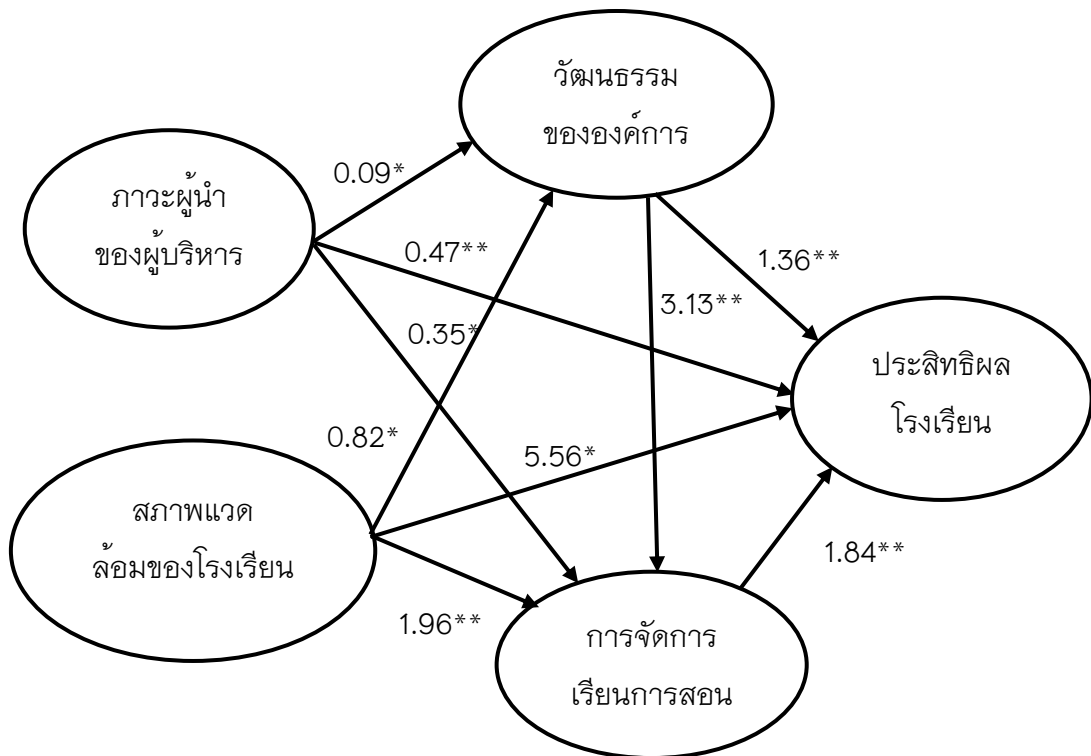 วัฒนธรรม
ขององค์การ
0.09*
ภาวะผู้นำ
ของผู้บริหาร
0.47**
1.36**
3.13**
0.35*
ประสิทธิผล
โรงเรียน
0.82*
5.56*
สภาพแวด
ล้อมของโรงเรียน
1.84**
1.96**
การจัดการ
เรียนการสอน